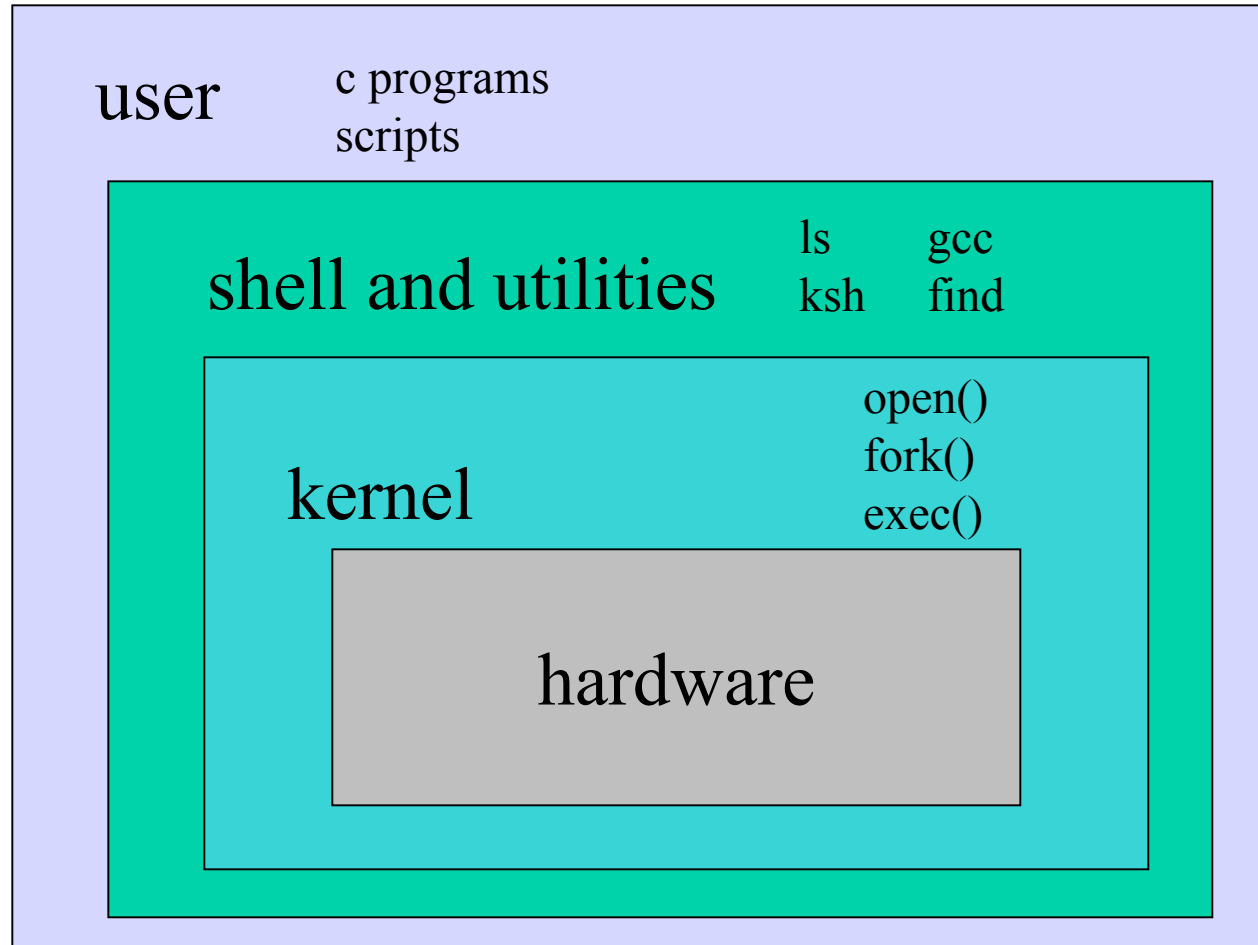 user
c programs
scripts
shell and utilities
ls gcc
ksh find
kernel
open()
fork()
exec()
hardware